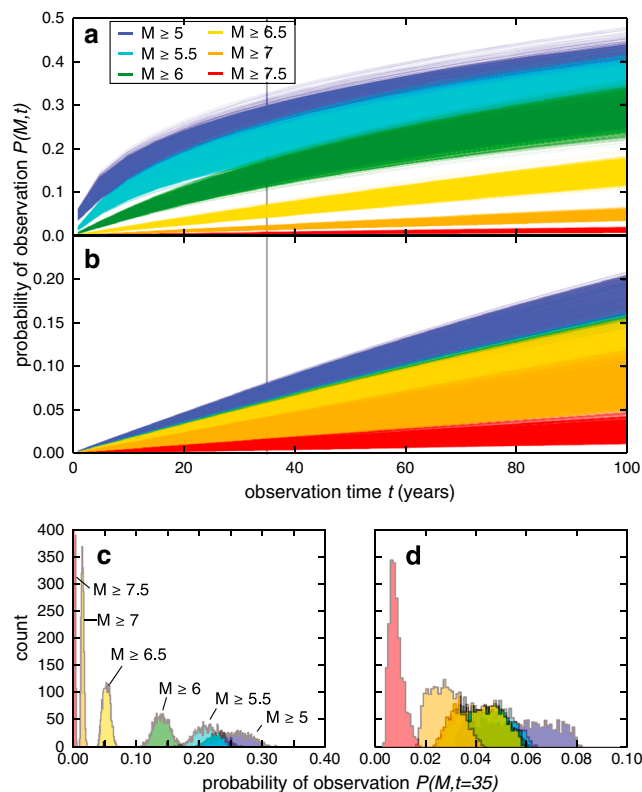 a
M ≥ 5
M ≥ 5.5
M ≥ 6
M ≥ 6.5
M ≥ 7
M ≥ 7.5
0.5
0.4
0.3
0.2
0.1
0.0
b
0.20
0.15
0.10
0.05
0.00
probability of observation P(M,t)
0 20 40 60 80 100
observation time t (years)
c
400
350
300
250
200
150
100
50
0
count
M ≥ 7.5
M ≥ 7
M ≥ 6.5
M ≥ 6
M ≥ 5.5
M ≥ 5
0.00 0.10 0.20 0.30 0.40
d
0.00 0.02 0.04 0.06 0.08 0.10
probability of observation P(M,t=35)